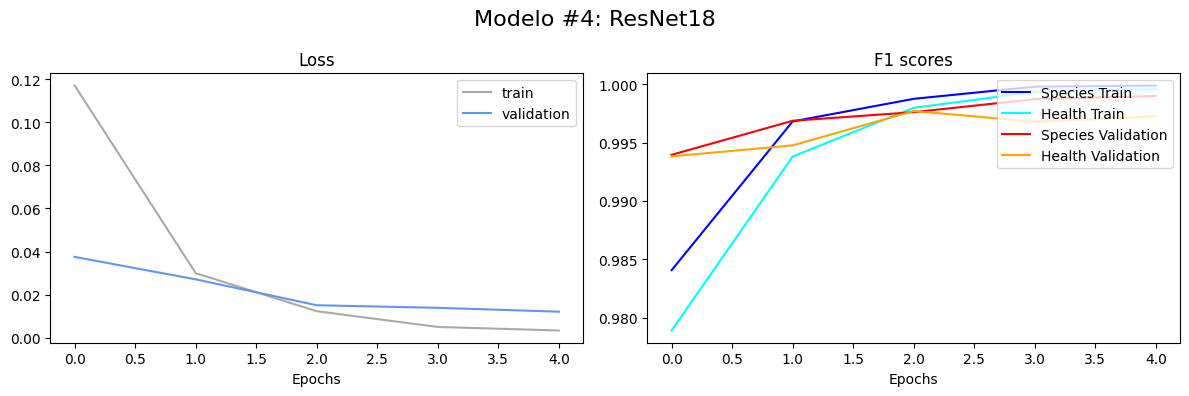 Modelo #4: ResNet18
Loss
0.12
0.10
0.08
0.06
0.04
0.02
0.00
train
validation
0.0 0.5 1.0 1.5 2.0 2.5 3.0 3.5 4.0
Epochs
F1 scores
1.000
0.995
0.990
0.985
0.980
Species Train
Health Train
Species Validation
Health Validation
0.0 0.5 1.0 1.5 2.0 2.5 3.0 3.5 4.0
Epochs